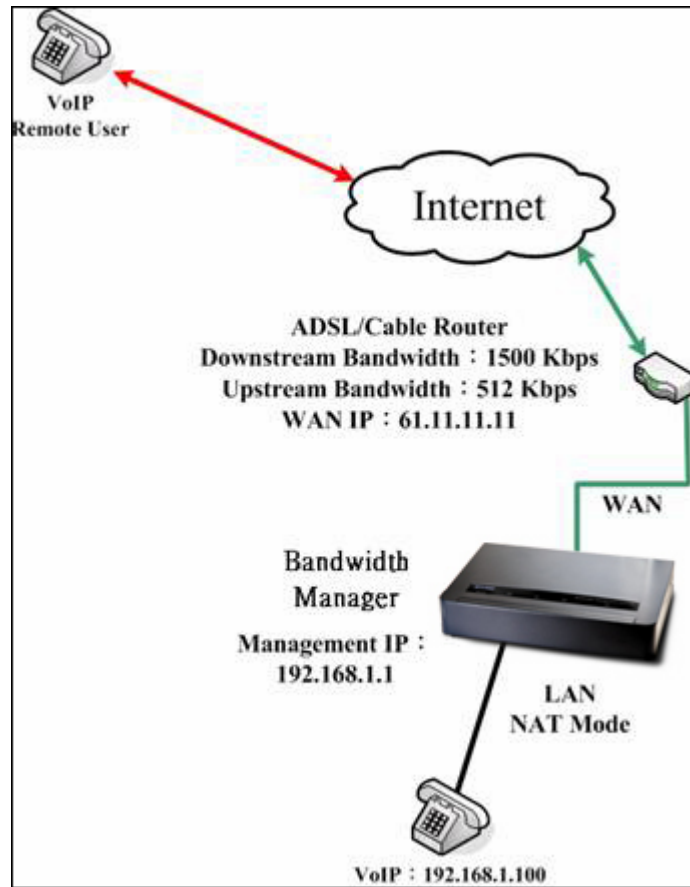 VoIP
Remote User
Internet
ADSL/Cable Router
Downstream Bandwidth：1500 Kbps
Upstream Bandwidth：512 Kbps
WAN IP：61.11.11.11
WAN
Bandwidth
Manager
Management IP：
192.168.1.1
LAN
NAT Mode
VoIP：192.168.1.100